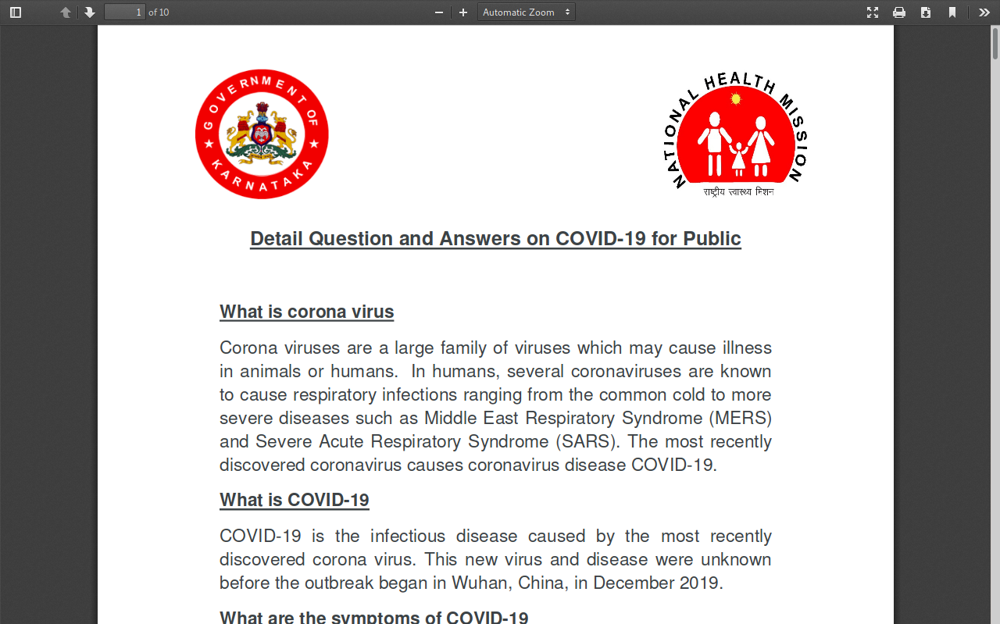 1 of 10
Automatic Zoom
GOVERNMENT OF
KARNATAKA
NATIONAL HEALTH MISSION
राष्ट्रीय स्वास्थ्य मिशन
Detail Question and Answers on COVID-19 for Public
What is corona virus
Corona viruses are a large family of viruses which may cause illness
in animals or humans.  In humans, several coronaviruses are known
to cause respiratory infections ranging from the common cold to more
severe diseases such as Middle East Respiratory Syndrome (MERS)
and Severe Acute Respiratory Syndrome (SARS). The most recently
discovered coronavirus causes coronavirus disease COVID-19.
What is COVID-19
COVID-19 is the infectious disease caused by the most recently
discovered corona virus. This new virus and disease were unknown
before the outbreak began in Wuhan, China, in December 2019.
What are the symptoms of COVID-19